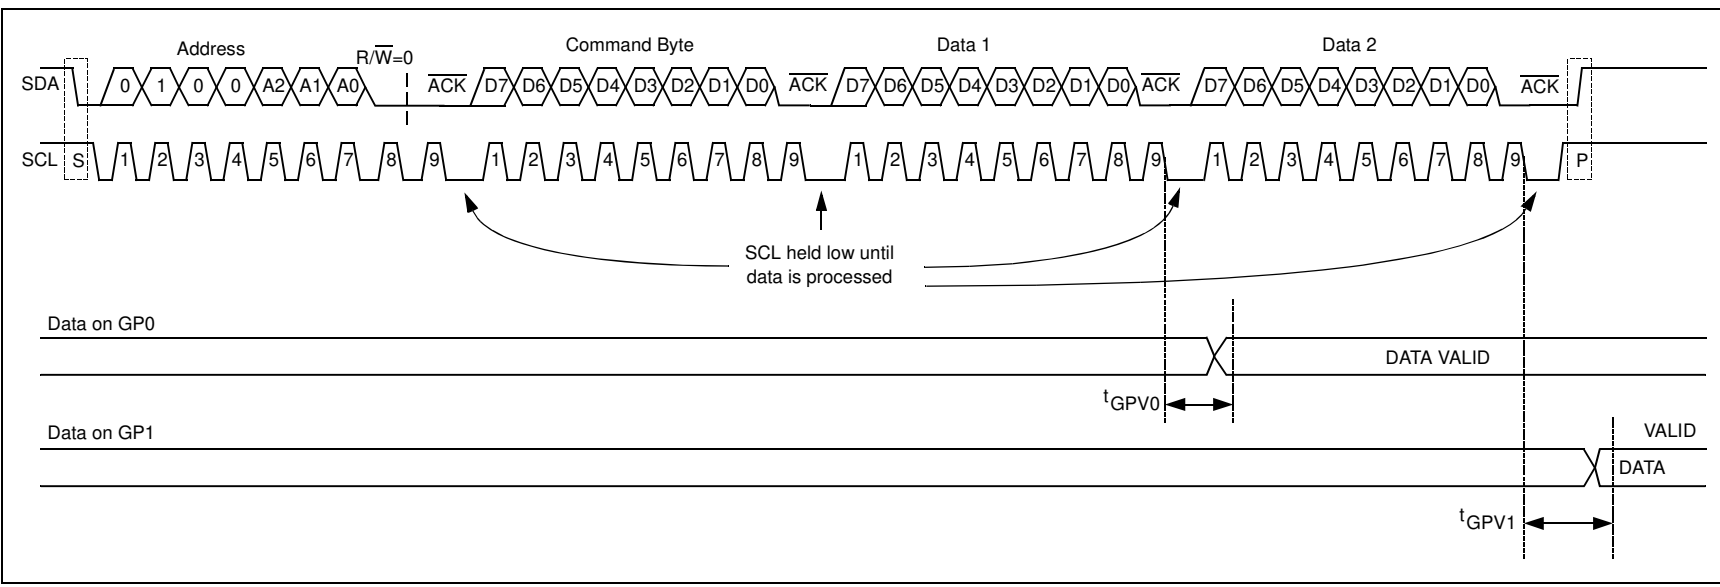 Address R/W=0 Command Byte Data 1 Data 2
SDA 0 1 0 0 A2 A1 A0 ACK D7 D6 D5 D4 D3 D2 D1 D0 ACK D7 D6 D5 D4 D3 D2 D1 D0 ACK D7 D6 D5 D4 D3 D2 D1 D0 ACK
SCL S 1 2 3 4 5 6 7 8 9 1 2 3 4 5 6 7 8 9 1 2 3 4 5 6 7 8 9 1 2 3 4 5 6 7 8 9 P
SCL held low until
data is processed
Data on GP0
DATA VALID
tGPV0
Data on GP1
VALID
DATA
tGPV1